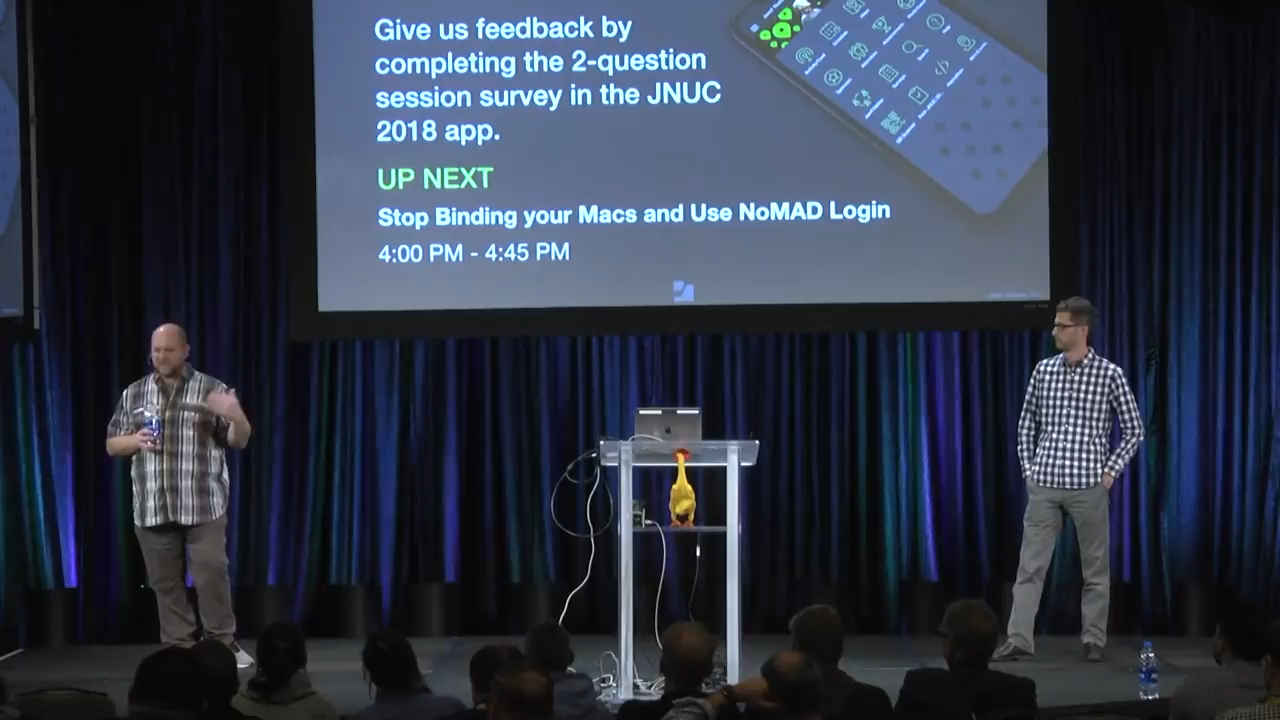 Give us feedback by
completing the 2-question
session survey in the JNUC
2018 app.
UP NEXT
Stop Binding your Macs and Use NoMAD Login
4:00 PM - 4:45 PM